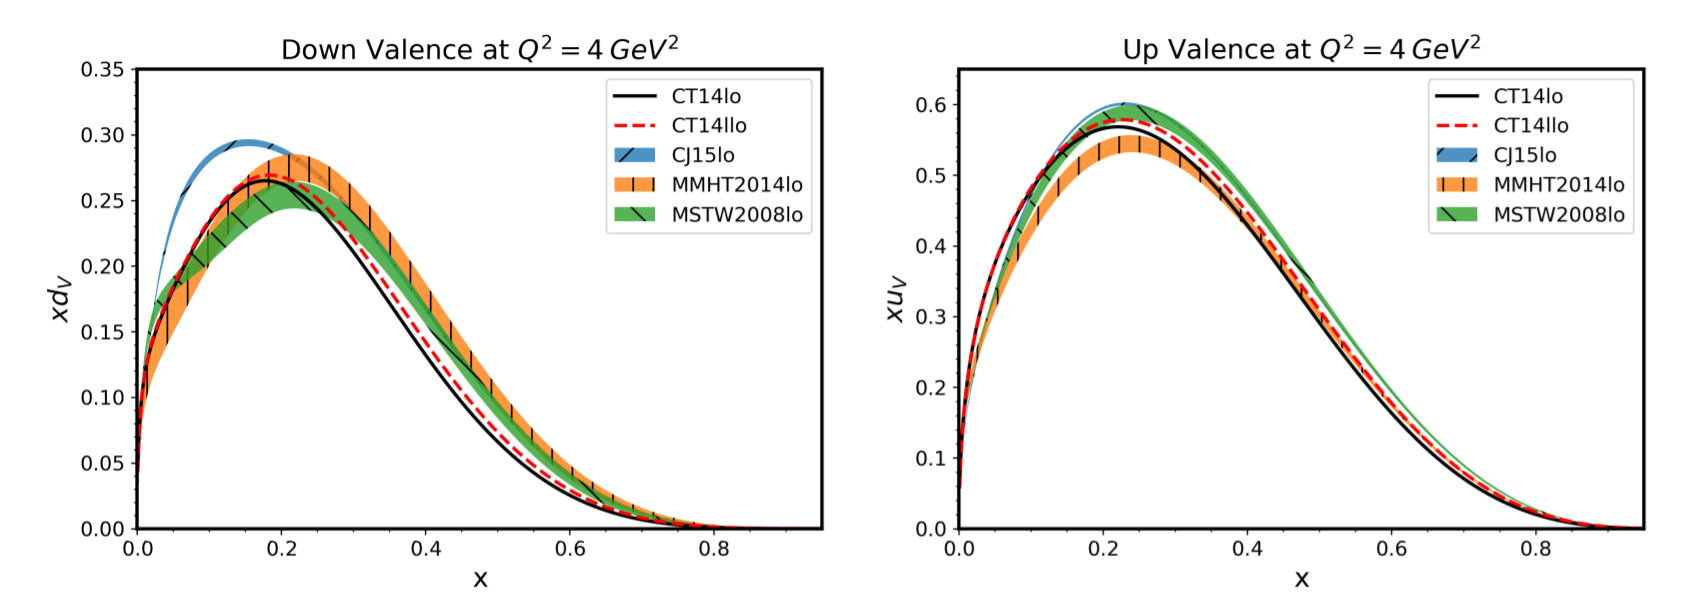 Down Valence at Q² = 4 GeV²
0.35
0.30
0.25
0.20
0.15
0.10
0.05
0.00
xd_V
0.0 0.2 0.4 0.6 0.8
x
CT14lo
CT14llo
CJ15lo
MMHT2014lo
MSTW2008lo
Up Valence at Q² = 4 GeV²
0.6
0.5
0.4
0.3
0.2
0.1
0.0
xu_V
0.0 0.2 0.4 0.6 0.8
x
CT14lo
CT14llo
CJ15lo
MMHT2014lo
MSTW2008lo